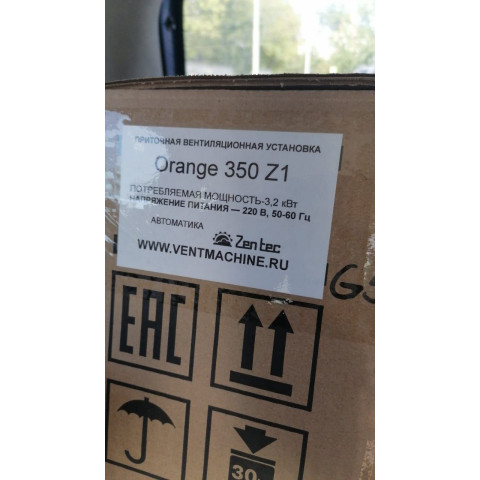 ПРИТОЧНАЯ ВЕНТИЛЯЦИОННАЯ УСТАНОВКА
Orange 350 Z1
ПОТРЕБЛЯЕМАЯ МОЩНОСТЬ-3,2 кВт
НАПРЯЖЕНИЕ ПИТАНИЯ — 220 В, 50-60 Гц
АВТОМАТИКА Zentec
WWW.VENTMACHINE.RU
EAC
30